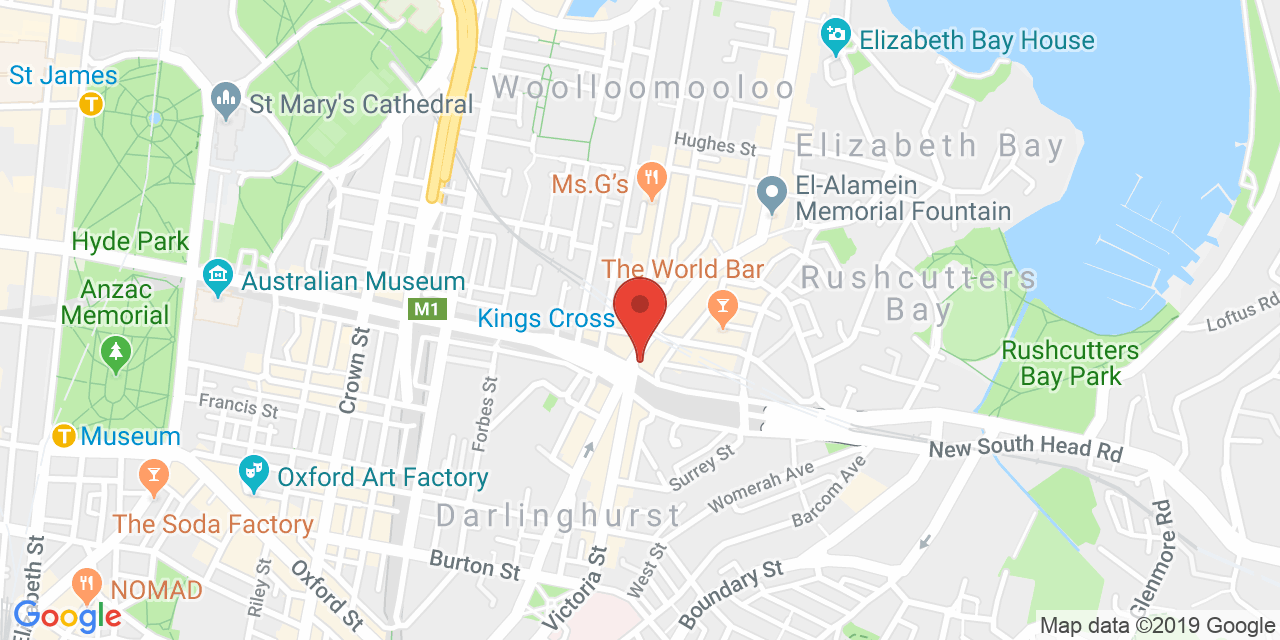 Elizabeth Bay House
St James
T
Woolloomooloo
St Mary's Cathedral
Hughes St
Elizabeth Bay
Ms.G's
El-Alamein
Memorial Fountain
Hyde Park
The World Bar
Australian Museum
Rushcutters
Bay
Anzac
Memorial
M1
Kings Cross
Loftus Rd
Crown St
Rushcutters
Bay Park
Francis St
Forbes St
T
Museum
New South Head Rd
Surrey St
Oxford Art Factory
Womerah Ave
Barcom Ave
Darlinghurst
The Soda Factory
Burton St
Victoria St
West St
Boundary St
Glenmore Rd
Riley St
Oxford St
NOMAD
Google
Map data ©2019 Google